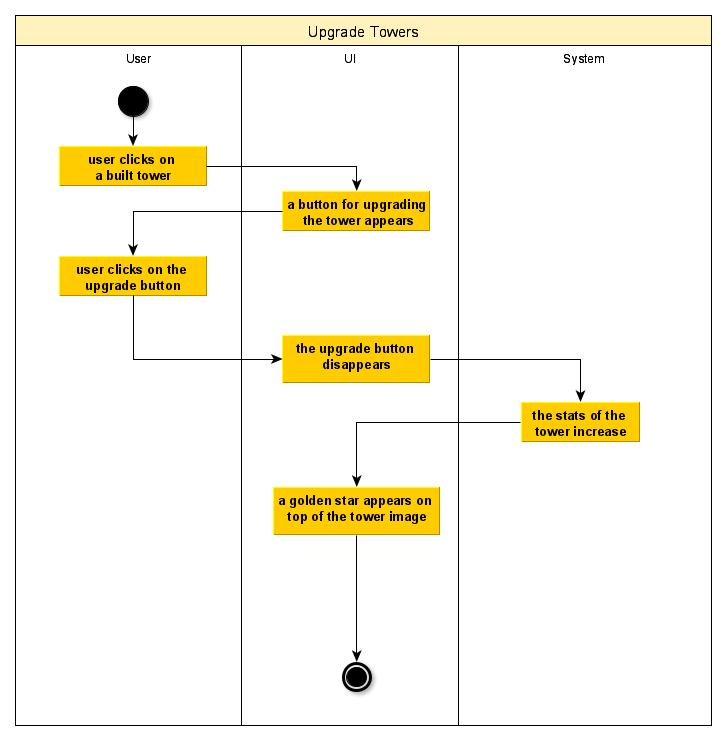 Upgrade Towers
User
UI
System
user clicks on
a built tower
a button for upgrading
the tower appears
user clicks on the
upgrade button
the upgrade button
disappears
the stats of the
tower increase
a golden star appears on
top of the tower image